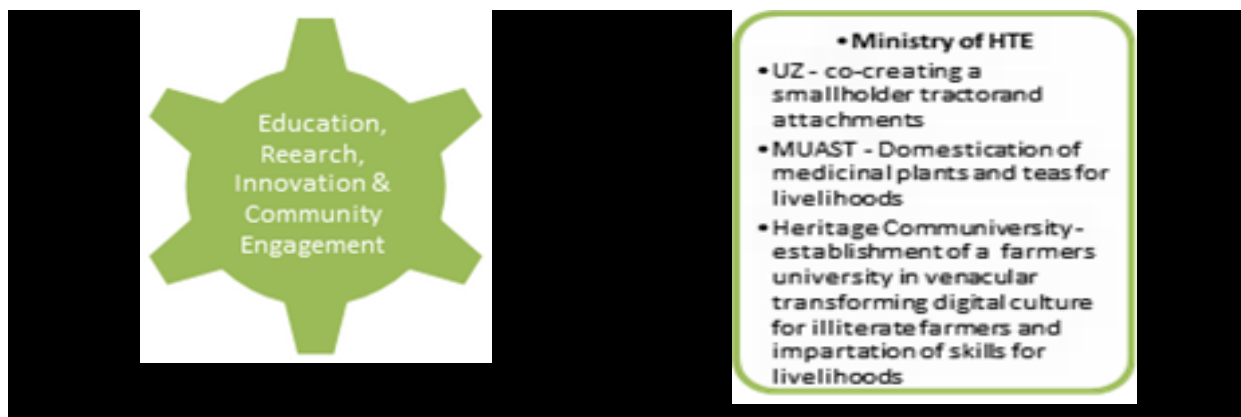 Education,
Reearch,
Innovation &
Community
Engagement
•Ministry of HTE
•UZ - co-creating a
smallholder tractorand
attachments
•MUAST - Domestication of
medicinal plants and teas for
livelihoods
•Heritage Communiversity-
establishment of a farmers
university in venacular
transforming digital culture
for illiterate farmers and
impartation of skills for
livelihoods